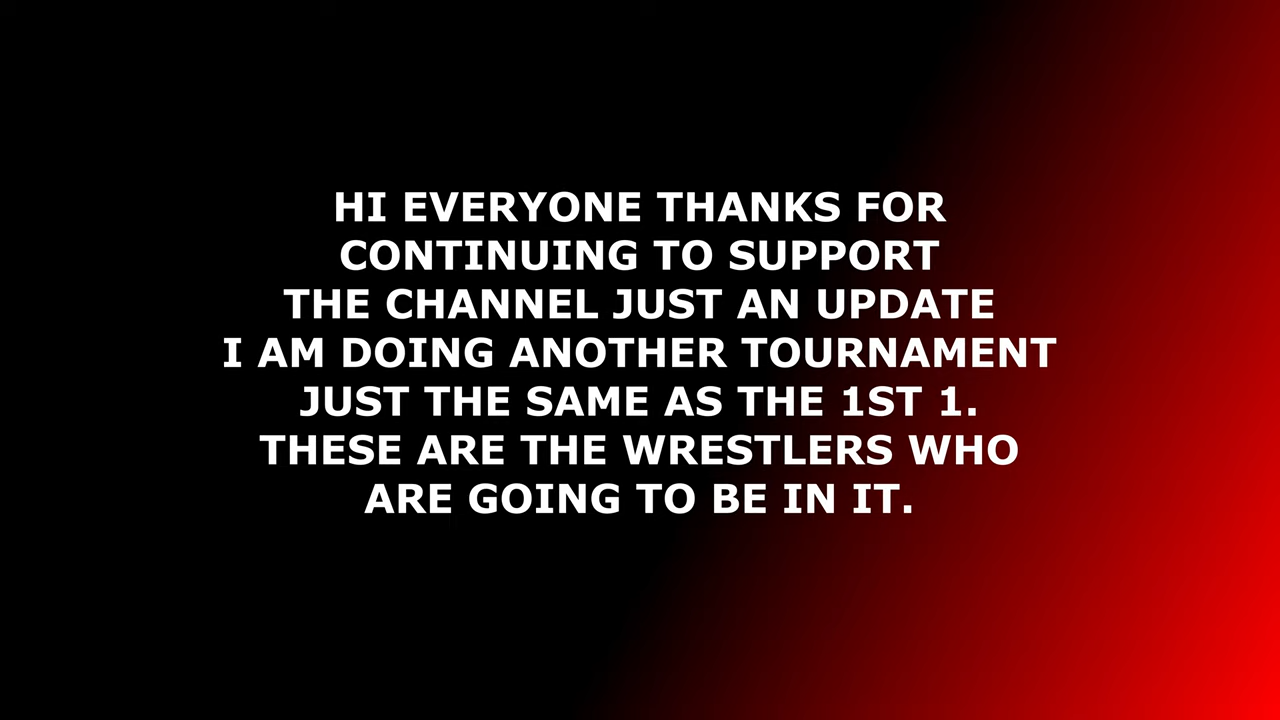 HI EVERYONE THANKS FOR
CONTINUING TO SUPPORT
THE CHANNEL JUST AN UPDATE
I AM DOING ANOTHER TOURNAMENT
JUST THE SAME AS THE 1ST 1.
THESE ARE THE WRESTLERS WHO
ARE GOING TO BE IN IT.